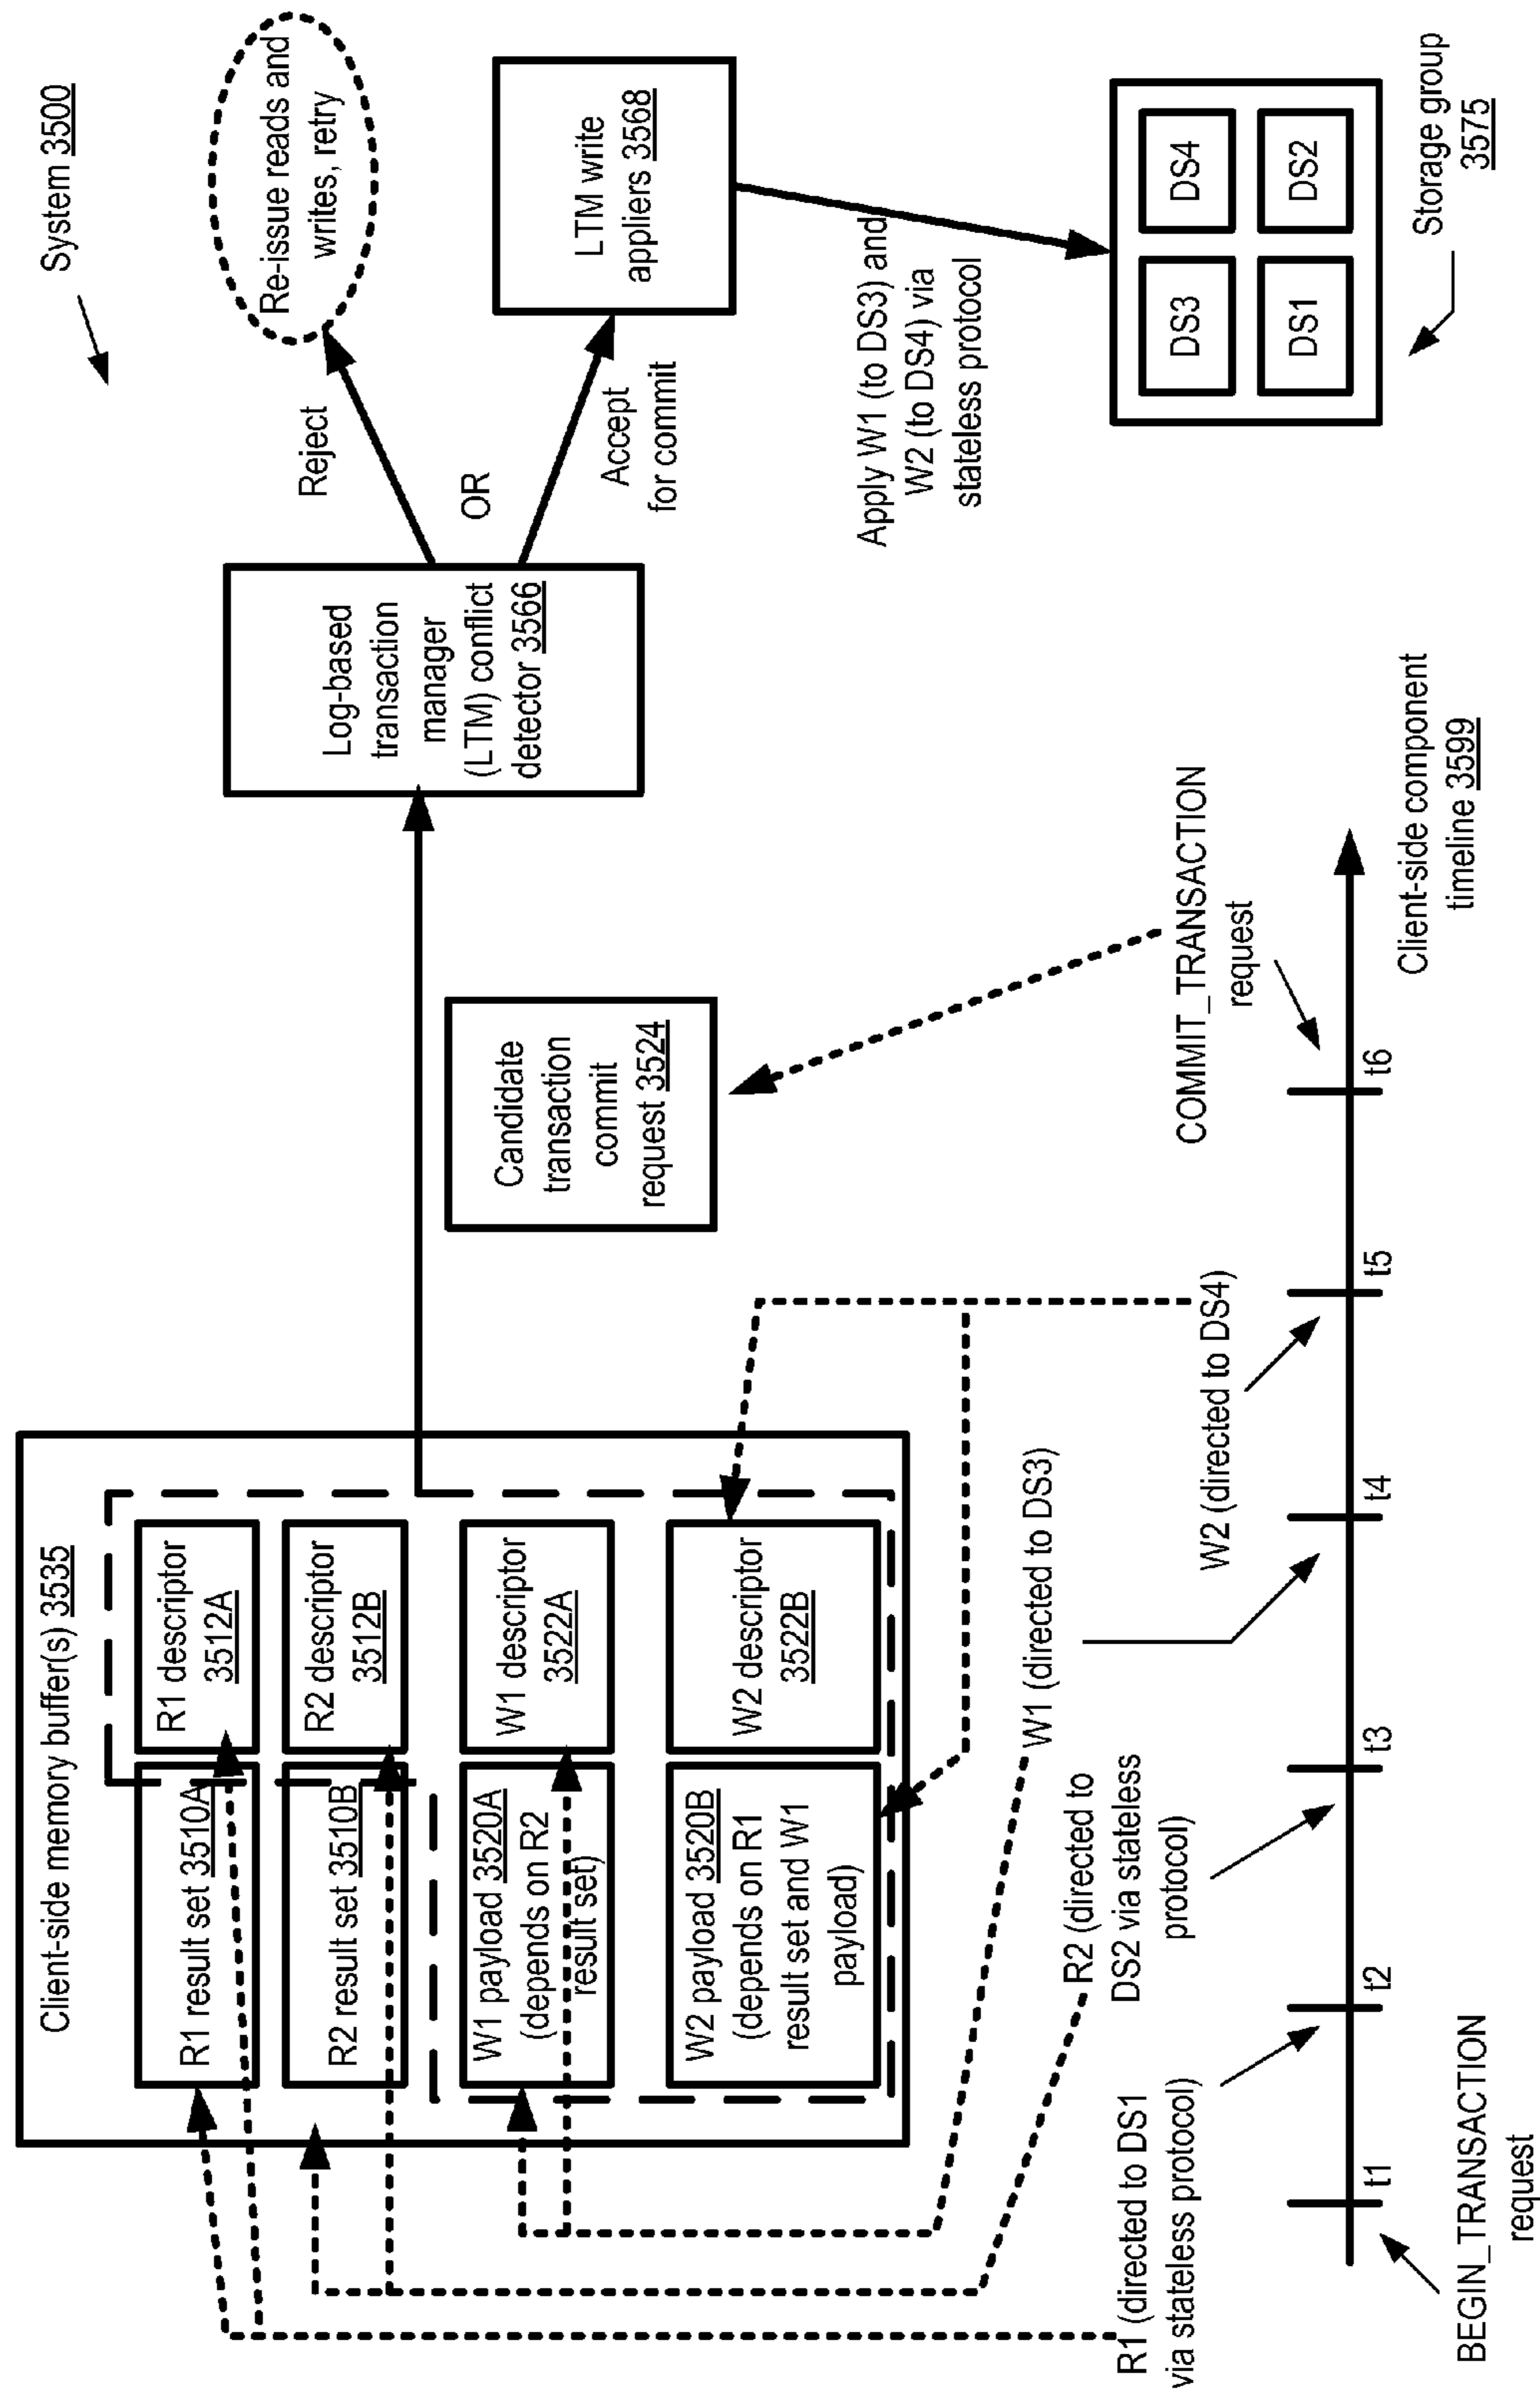 System 3500
Client-side memory buffer(s) 3535
R1 result set 3510A
R1 descriptor
3512A
R2 result set 3510B
R2 descriptor
3512B
W1 payload 3520A
(depends on R2
result set)
W1 descriptor
3522A
W2 payload 3520B
(depends on R1
result set and W1
payload)
W2 descriptor
3522B
Candidate
transaction
commit
request 3524
Log-based
transaction
manager
(LTM) conflict
detector 3566
Reject
OR
Accept
for commit
Re-issue reads and
writes, retry
LTM write
appliers 3568
Apply W1 (to DS3) and
W2 (to DS4) via
stateless protocol
DS3
DS4
DS1
DS2
Storage group
3575
R1 (directed to DS1
via stateless protocol)
R2 (directed to
DS2 via stateless
protocol)
W1 (directed to DS3)
W2 (directed to DS4)
COMMIT_TRANSACTION
request
t1
t2
t3
t4
t5
t6
BEGIN_TRANSACTION
request
Client-side component
timeline 3599